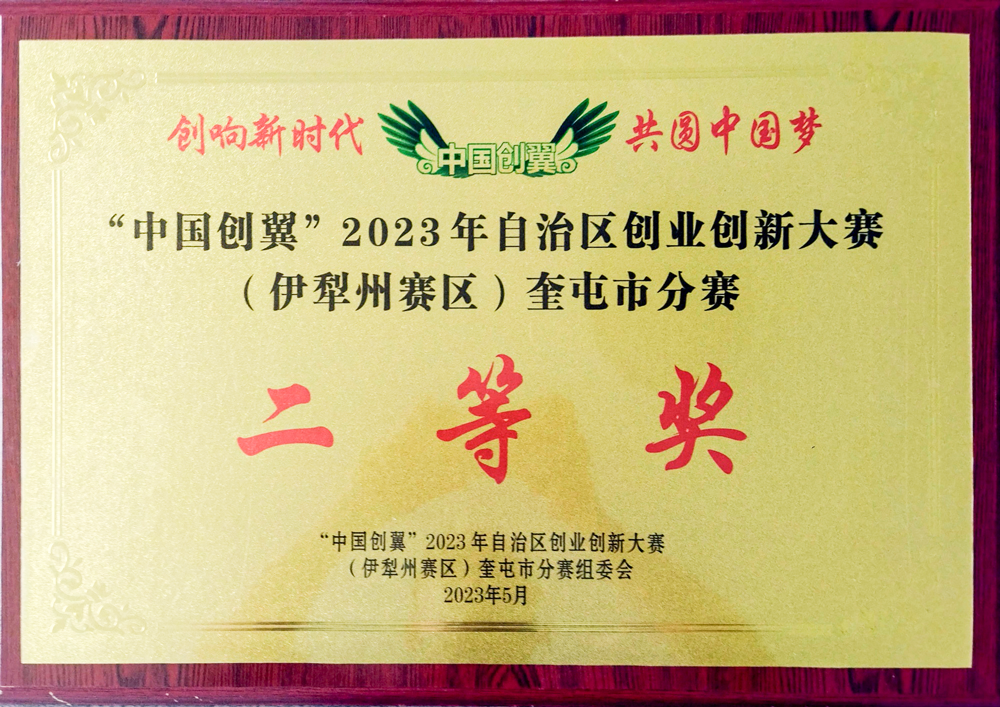 创响新时代 中国创翼 共圆中国梦
“中国创翼”2023年自治区创业创新大赛
（伊犁州赛区）奎屯市分赛
二等奖
“中国创翼”2023年自治区创业创新大赛
（伊犁州赛区）奎屯市分赛组委会
2023年5月